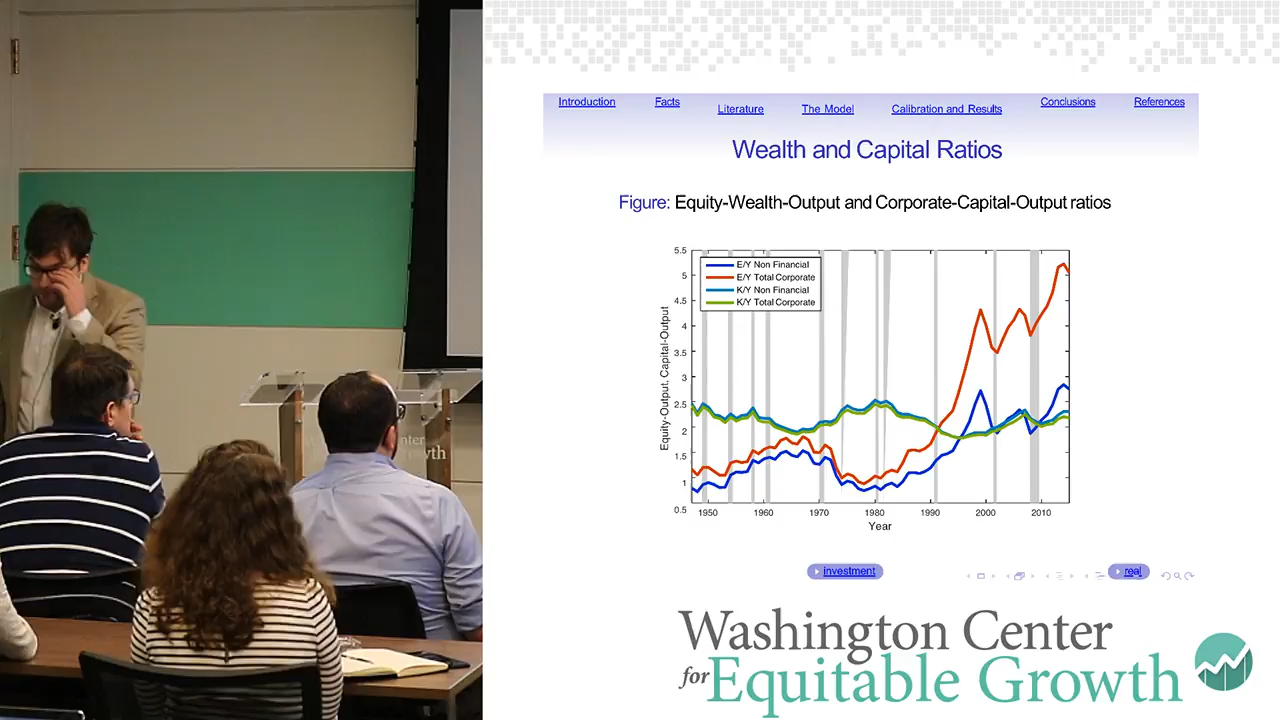 Introduction Facts Literature The Model Calibration and Results Conclusions References
Wealth and Capital Ratios
Figure: Equity-Wealth-Output and Corporate-Capital-Output ratios
E/Y Non Financial
E/Y Total Corporate
K/Y Non Financial
K/Y Total Corporate
Equity-Output, Capital-Output
5.5
5
4.5
4
3.5
3
2.5
2
1.5
1
0.5
1950 1960 1970 1980 1990 2000 2010
Year
investment real
Washington Center
for Equitable Growth
Growth